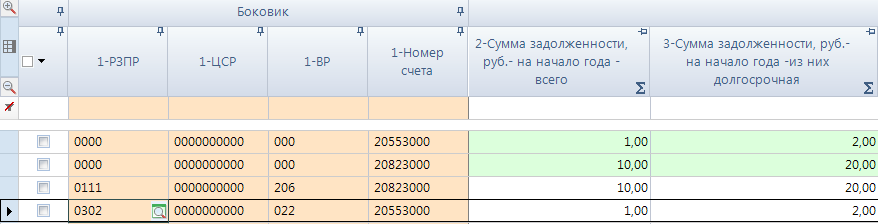 Боковик
1-РЗПР
1-ЦСР
1-ВР
1-Номер
счета
2-Сумма задолженности,
руб.- на начало года -
всего
3-Сумма задолженности, руб.-
на начало года -из них
долгосрочная
0000 0000000000 000 20553000 1,00 2,00
0000 0000000000 000 20823000 10,00 20,00
0111 0000000000 206 20823000 10,00 20,00
0302 0000000000 022 20553000 1,00 2,00